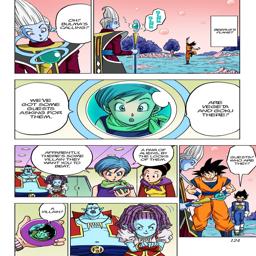 OH?
BULMA'S
CALLING?
BEERUS'S
PLANET
WE'VE
GOT SOME
GUESTS
ASKING FOR
THEM.
ARE
VEGETA
AND GOKU
THERE?
APPARENTLY,
THERE'S SOME
VILLAIN THEY
WANT YOU TO
BEAT.
A PAIR OF
ALIENS, BY
THE LOOKS
OF THEM.
GUESTS?
WHO ARE
THEY?
A
VILLAIN?
124